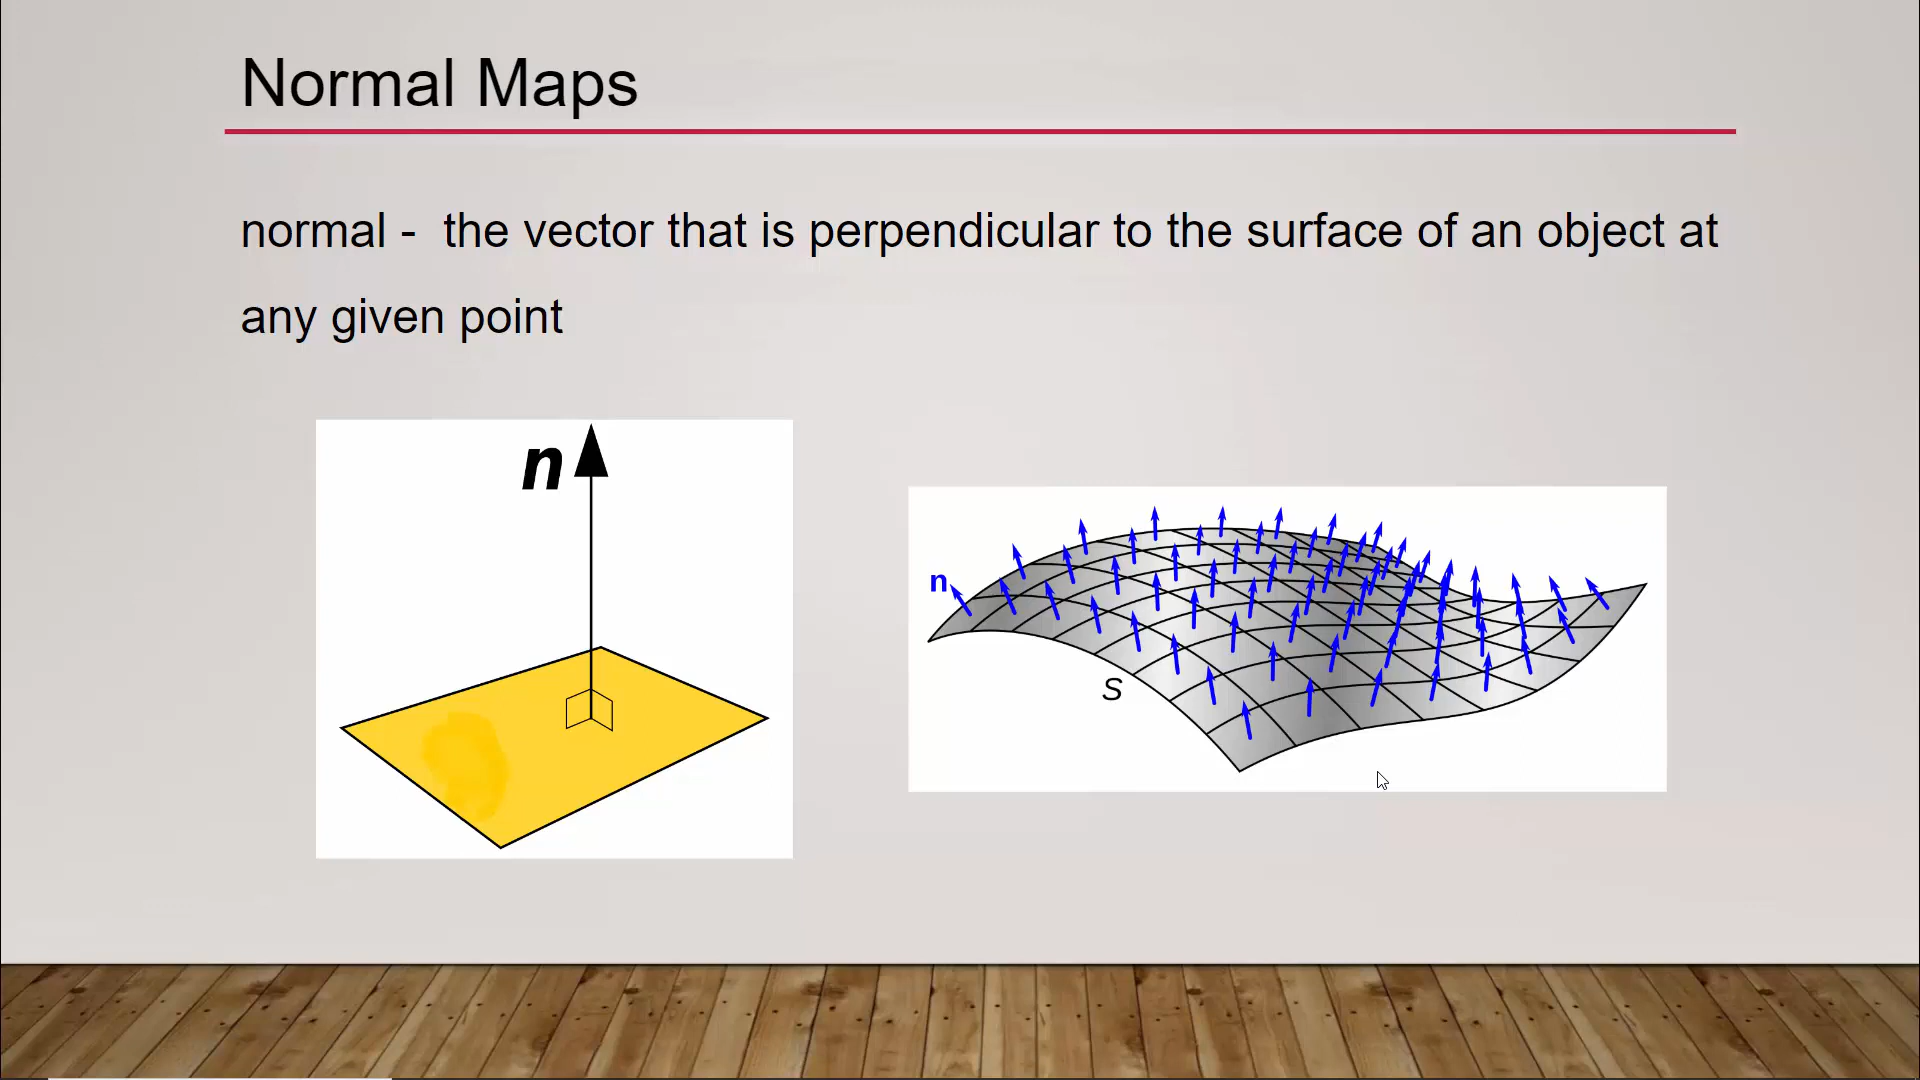 Normal Maps
normal -  the vector that is perpendicular to the surface of an object at
any given point
n
n
S